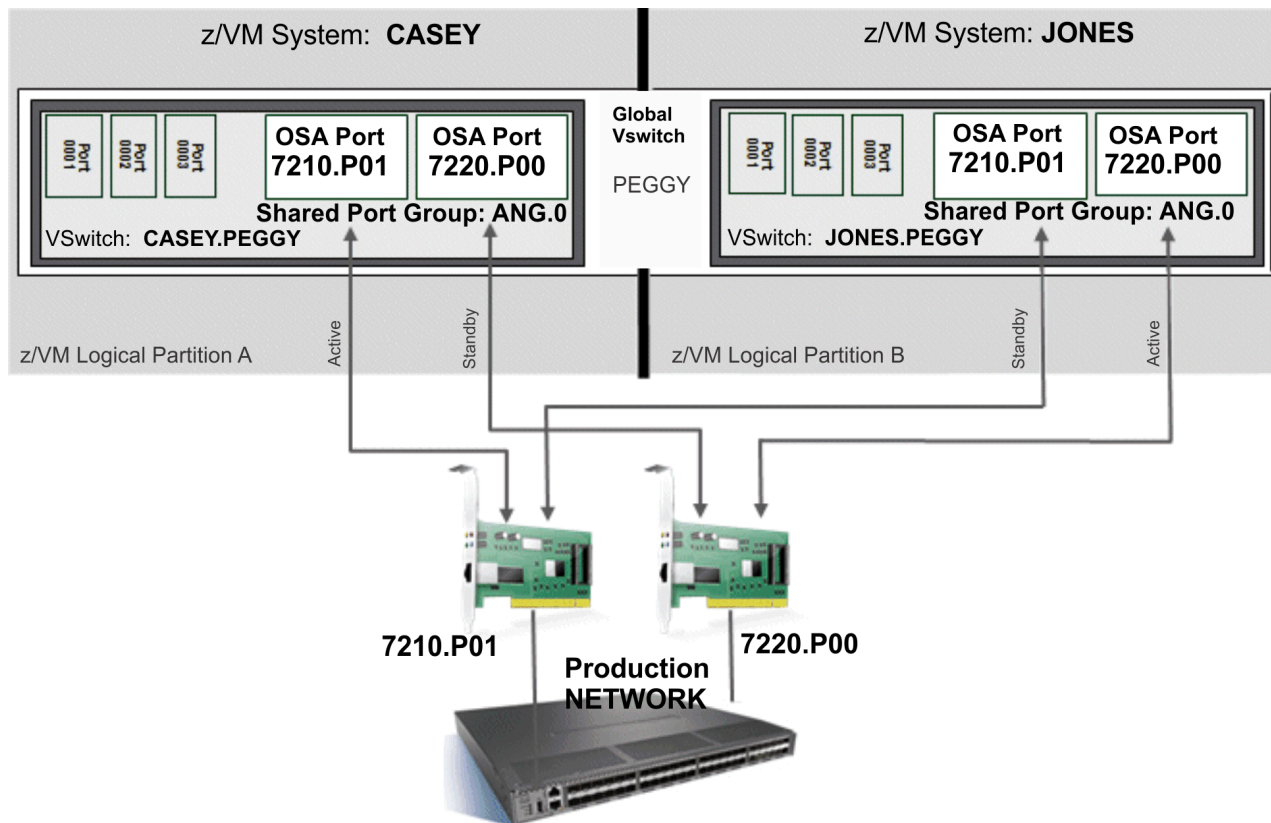 z/VM System: CASEY
z/VM System: JONES
Port 0001
Port 0002
Port 0003
OSA Port
7210.P01
OSA Port
7220.P00
Shared Port Group: ANG.0
VSwitch: CASEY.PEGGY
Global
Vswitch
PEGGY
Port 0001
Port 0002
Port 0003
OSA Port
7210.P01
OSA Port
7220.P00
Shared Port Group: ANG.0
VSwitch: JONES.PEGGY
z/VM Logical Partition A
Active
Standby
z/VM Logical Partition B
Standby
Active
7210.P01
7220.P00
Production
NETWORK